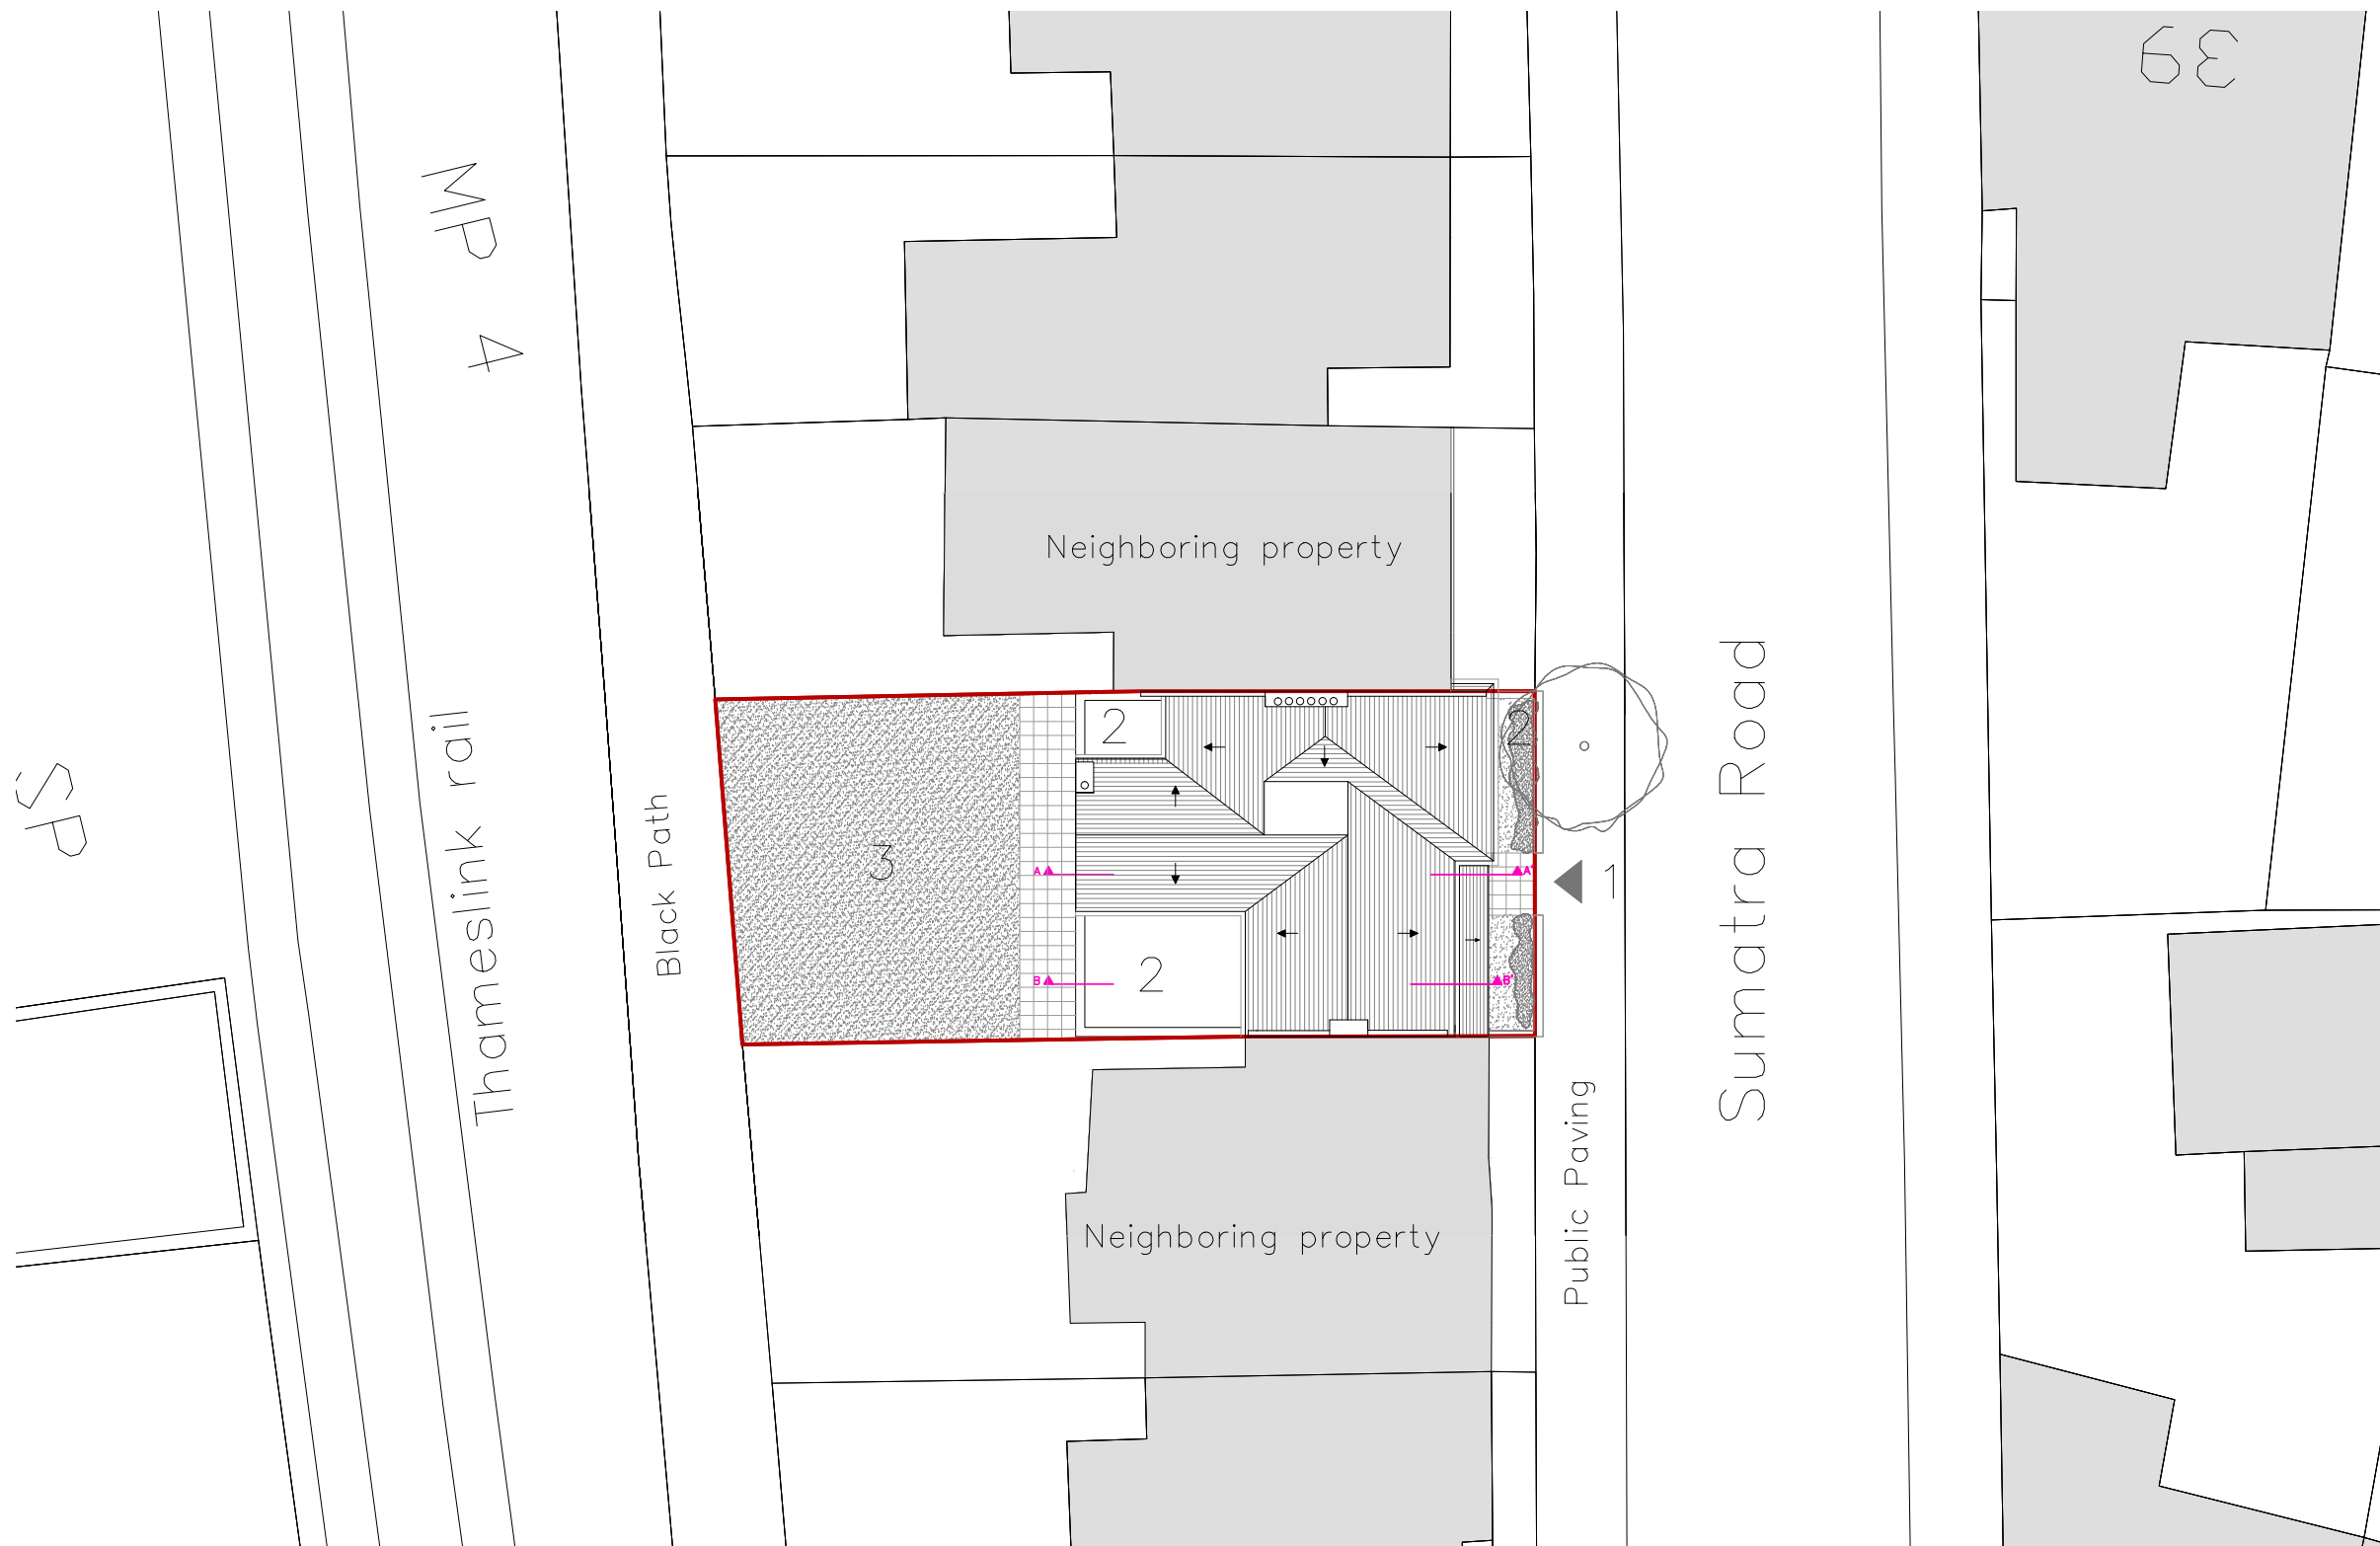 39
MP 4
Neighboring property
Thameslink rail
Black Path
Sumatra Road
SP
2
2
3
A
A'
1
B
B'
2
Neighboring property
Public Paving